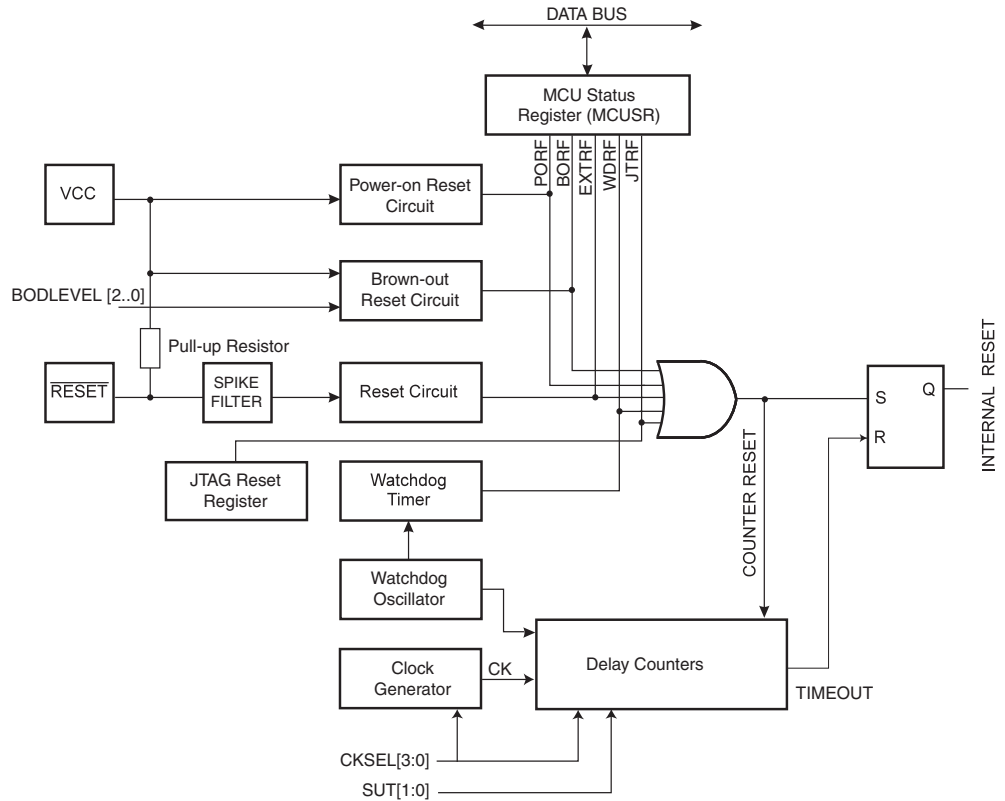 DATA BUS
MCU Status
Register (MCUSR)
PORF
BORF
EXTRF
WDRF
JTRF
VCC
Power-on Reset
Circuit
BODLEVEL [2..0]
Brown-out
Reset Circuit
Pull-up Resistor
RESET
SPIKE
FILTER
Reset Circuit
JTAG Reset
Register
Watchdog
Timer
Watchdog
Oscillator
Clock
Generator
CK
CKSEL[3:0]
SUT[1:0]
Delay Counters
COUNTER RESET
TIMEOUT
S
R
Q
INTERNAL RESET